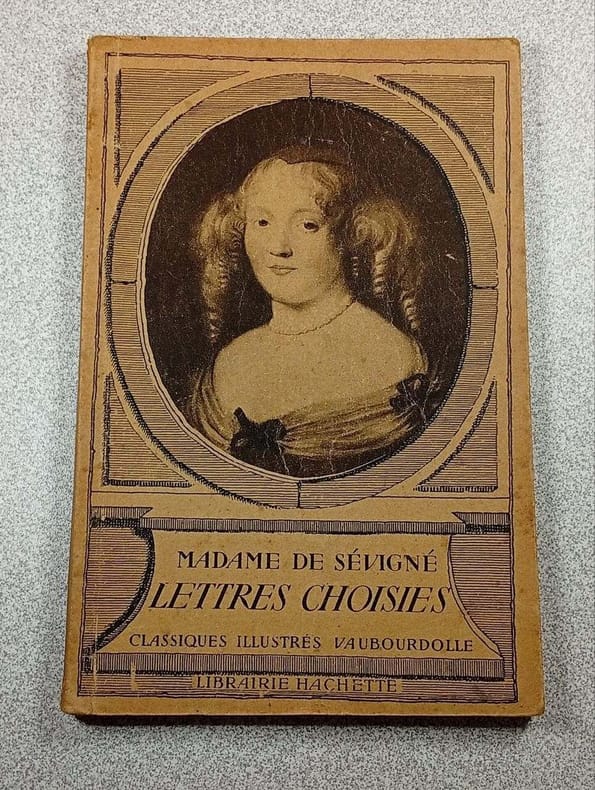 MADAME DE SÉVIGNÉ
LETTRES CHOISIES
CLASSIQUES ILLUSTRÉS VAUBOURDOLLE
LIBRAIRIE HACHETTE